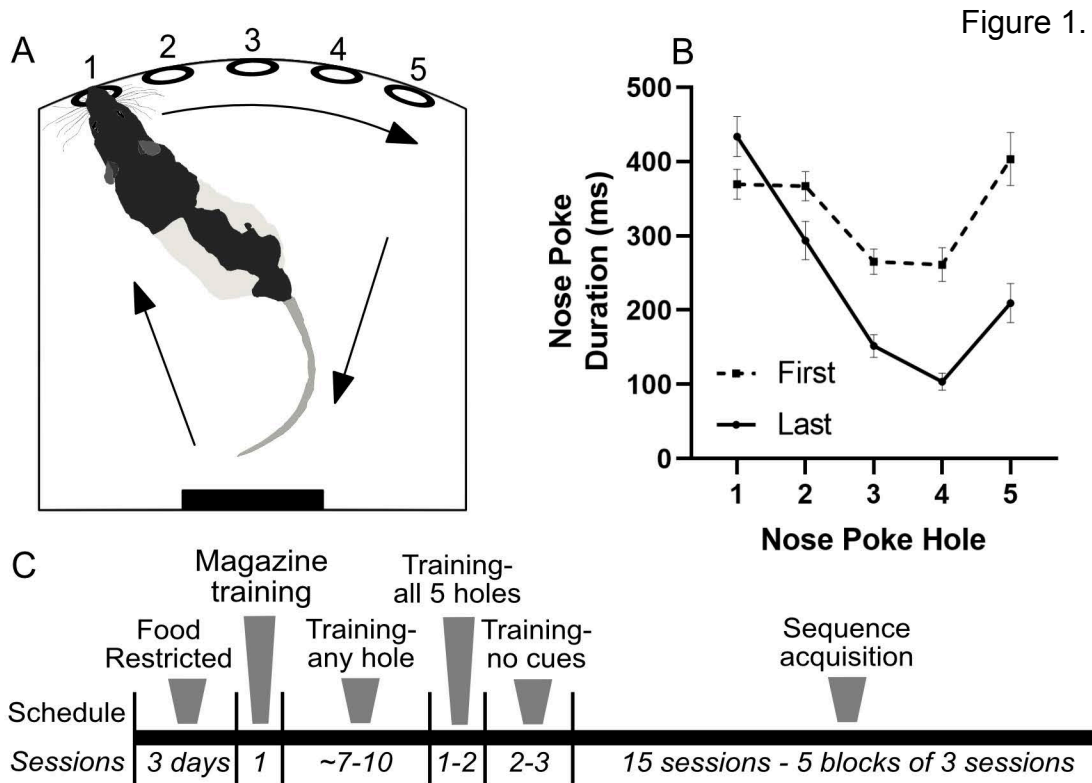 Figure 1.
A
1 2 3 4 5
B
Nose Poke
Duration (ms)
500
400
300
200
100
0
First
Last
1 2 3 4 5
Nose Poke Hole
C
Food
Restricted
Magazine
training
Training-
any hole
Training-
all 5 holes
Training-
no cues
Sequence
acquisition
Schedule
Sessions 3 days 1 ~7-10 1-2 2-3 15 sessions - 5 blocks of 3 sessions